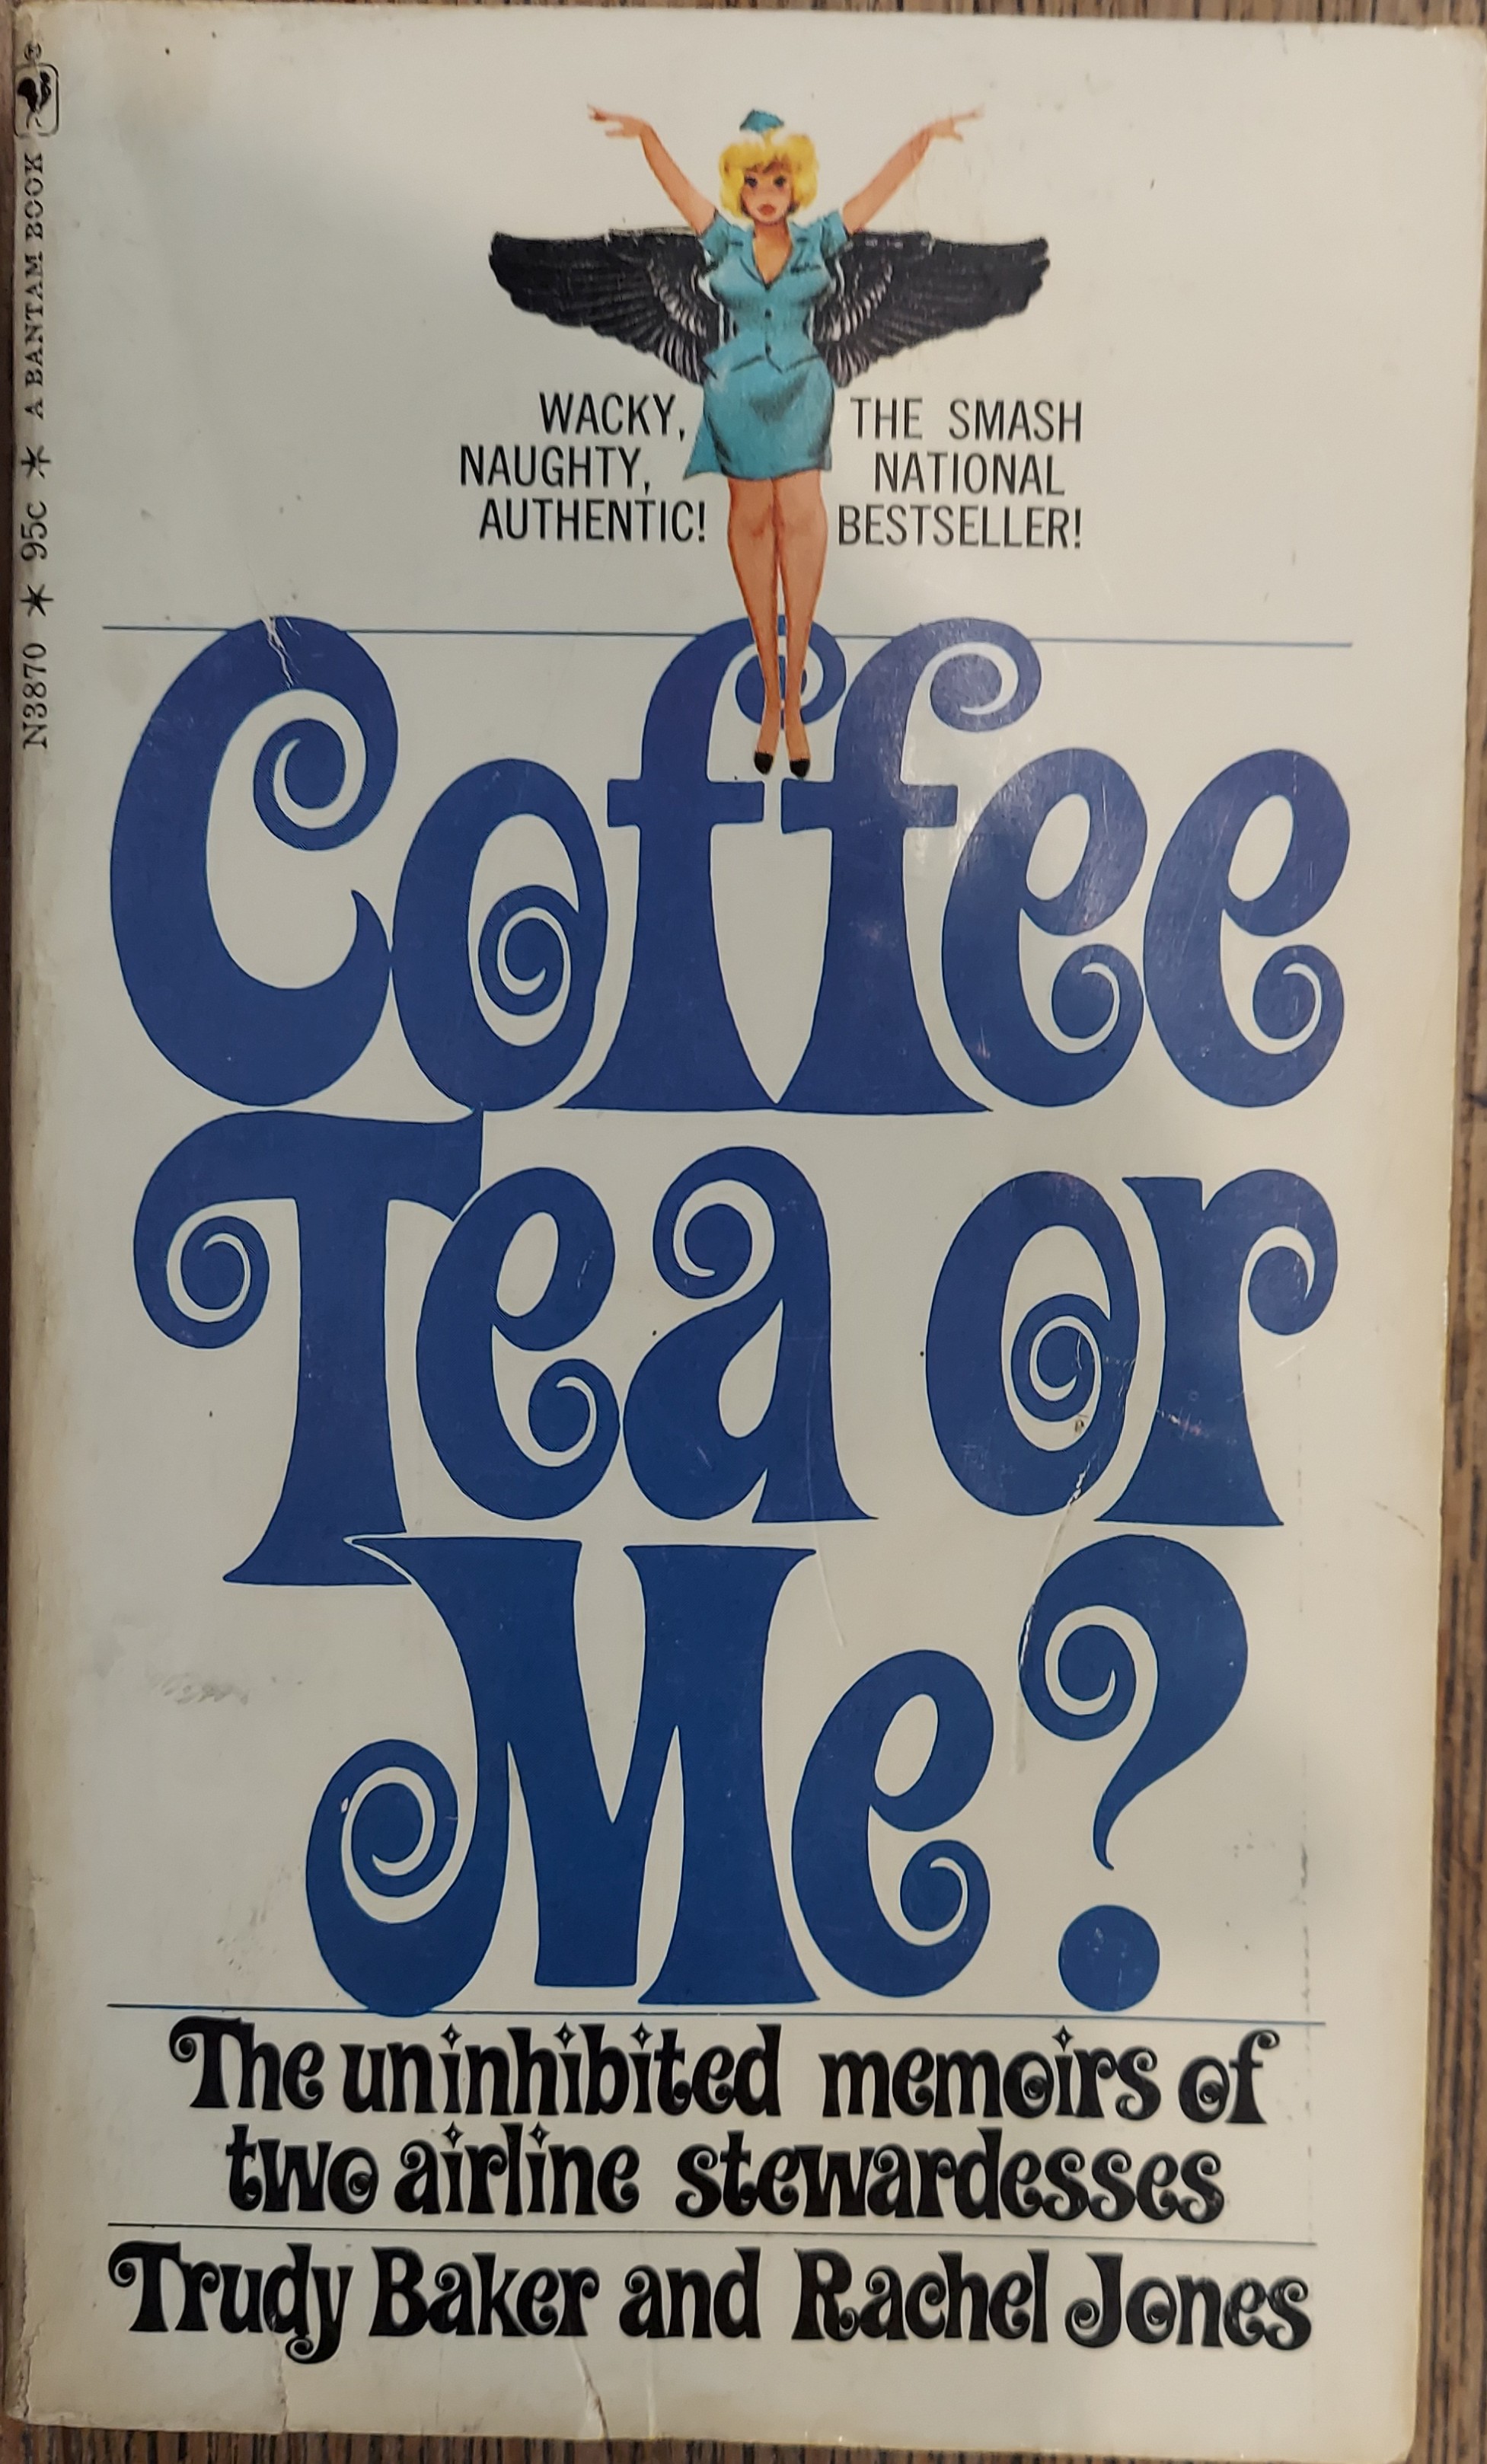 N3870 * 95c * A BANTAM BOOK ®
WACKY,
NAUGHTY,
AUTHENTIC!
THE SMASH
NATIONAL
BESTSELLER!
Coffee
Tea or
Me?
The uninhibited memoirs of
two airline stewardesses
Trudy Baker and Rachel Jones